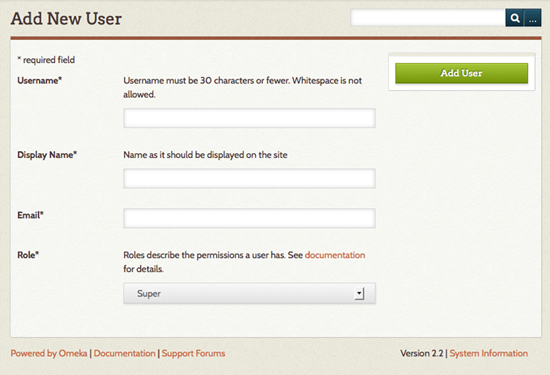 Add New User
...
* required field
Add User
Username*
Username must be 30 characters or fewer. Whitespace is not
allowed.
Display Name*
Name as it should be displayed on the site
Email*
Role*
Roles describe the permissions a user has. See documentation
for details.
Super
Powered by Omeka | Documentation | Support Forums
Version 2.2 | System Information